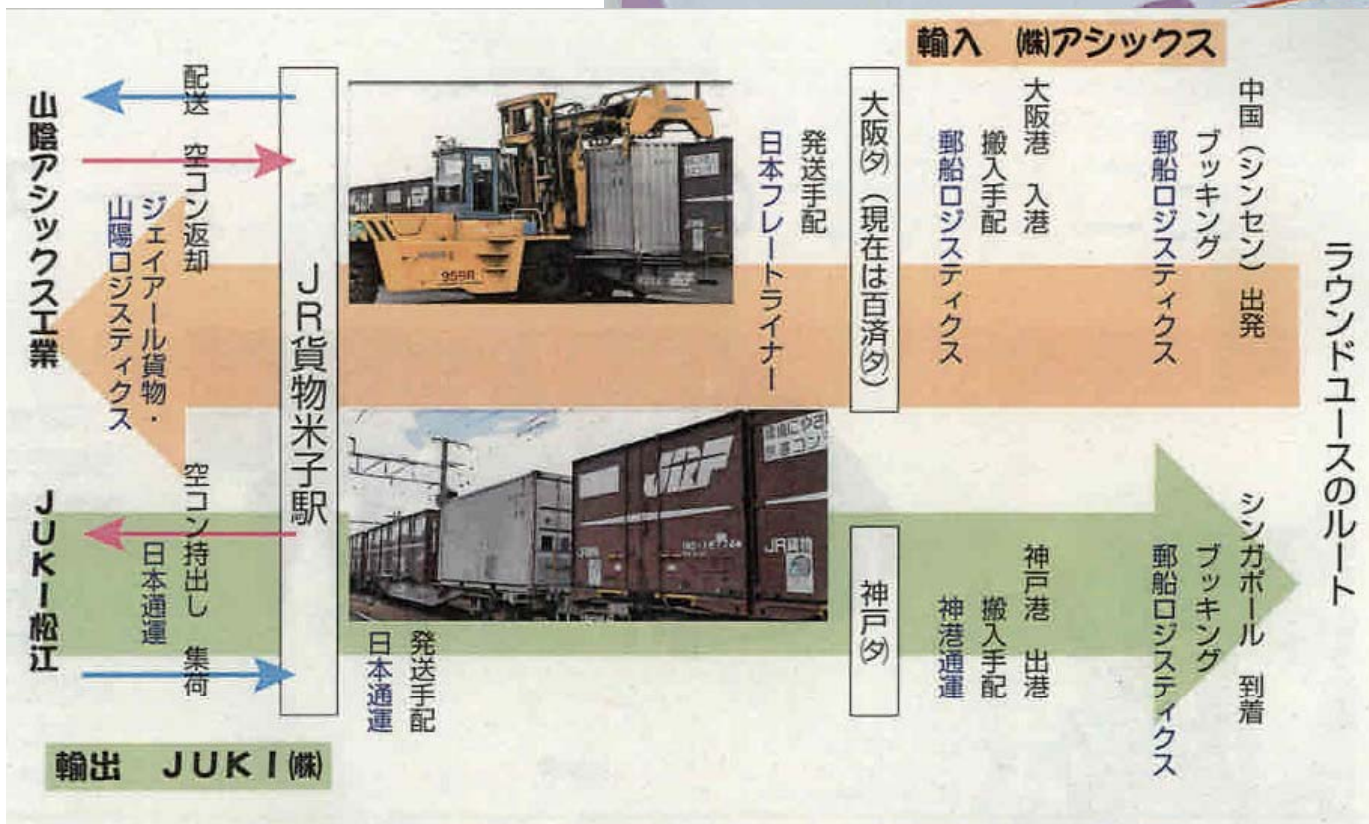 ラウンドユースのルート
輸入 ㈱アシックス
中国（シンセン）出発
ブッキング
郵船ロジスティクス
大阪港 入港
搬入手配
郵船ロジスティクス
大阪㋟（現在は百済㋟）
発送手配
日本フレートライナー
959R
JR貨物米子駅
配送 空コン返却
ジェイアール貨物・
山陽ロジスティクス
山陰アシックス工業
シンガポール 到着
ブッキング
郵船ロジスティクス
神戸港 出港
搬入手配
神港通運
神戸㋟
発送手配
日本通運
JRF
JR貨物
空コン持出し 集荷
日本通運
JUKI松江
輸出 JUKI㈱